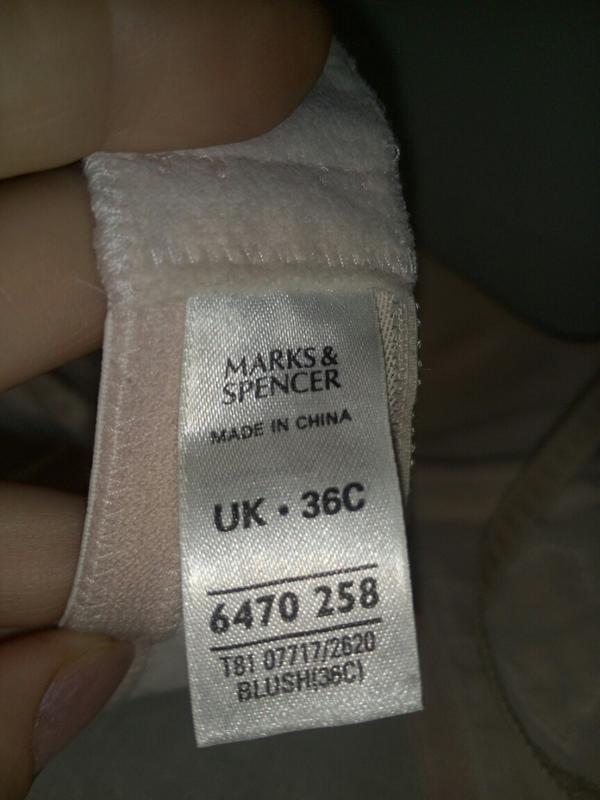 MARKS &
SPENCER
MADE IN CHINA
UK • 36C
6470 258
T81 07717/2620
BLUSH(36C)